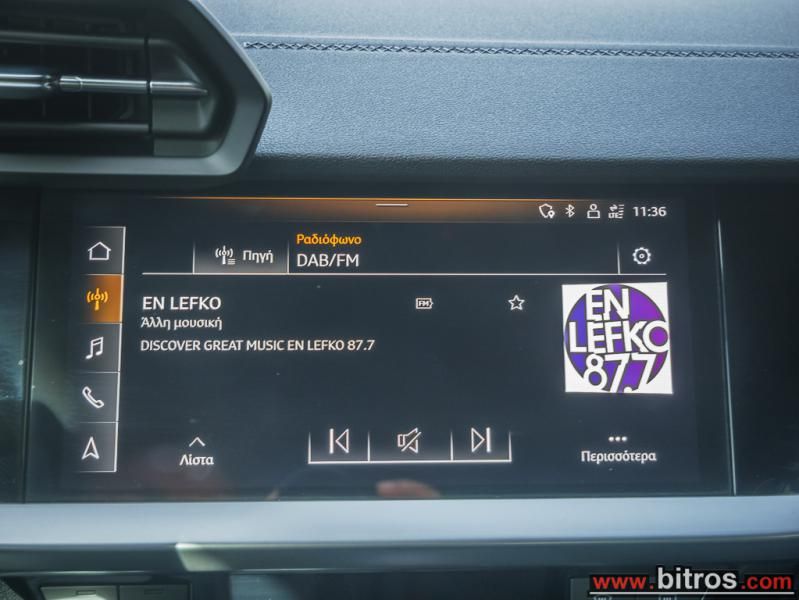 LTE 11:36
Πηγή
Ραδιόφωνο
DAB/FM
EN LEFKO
FM
Άλλη μουσική
DISCOVER GREAT MUSIC EN LEFKO 87.7
EN
LEFKO
87.7
Λίστα
Περισσότερα
www.bitros.com